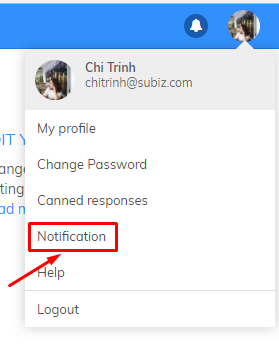 Chi Trinh
chitrinh@subiz.com
DIT Y
My profile
ange
Change Password
ting
ad m
Canned responses
Notification
Help
Logout